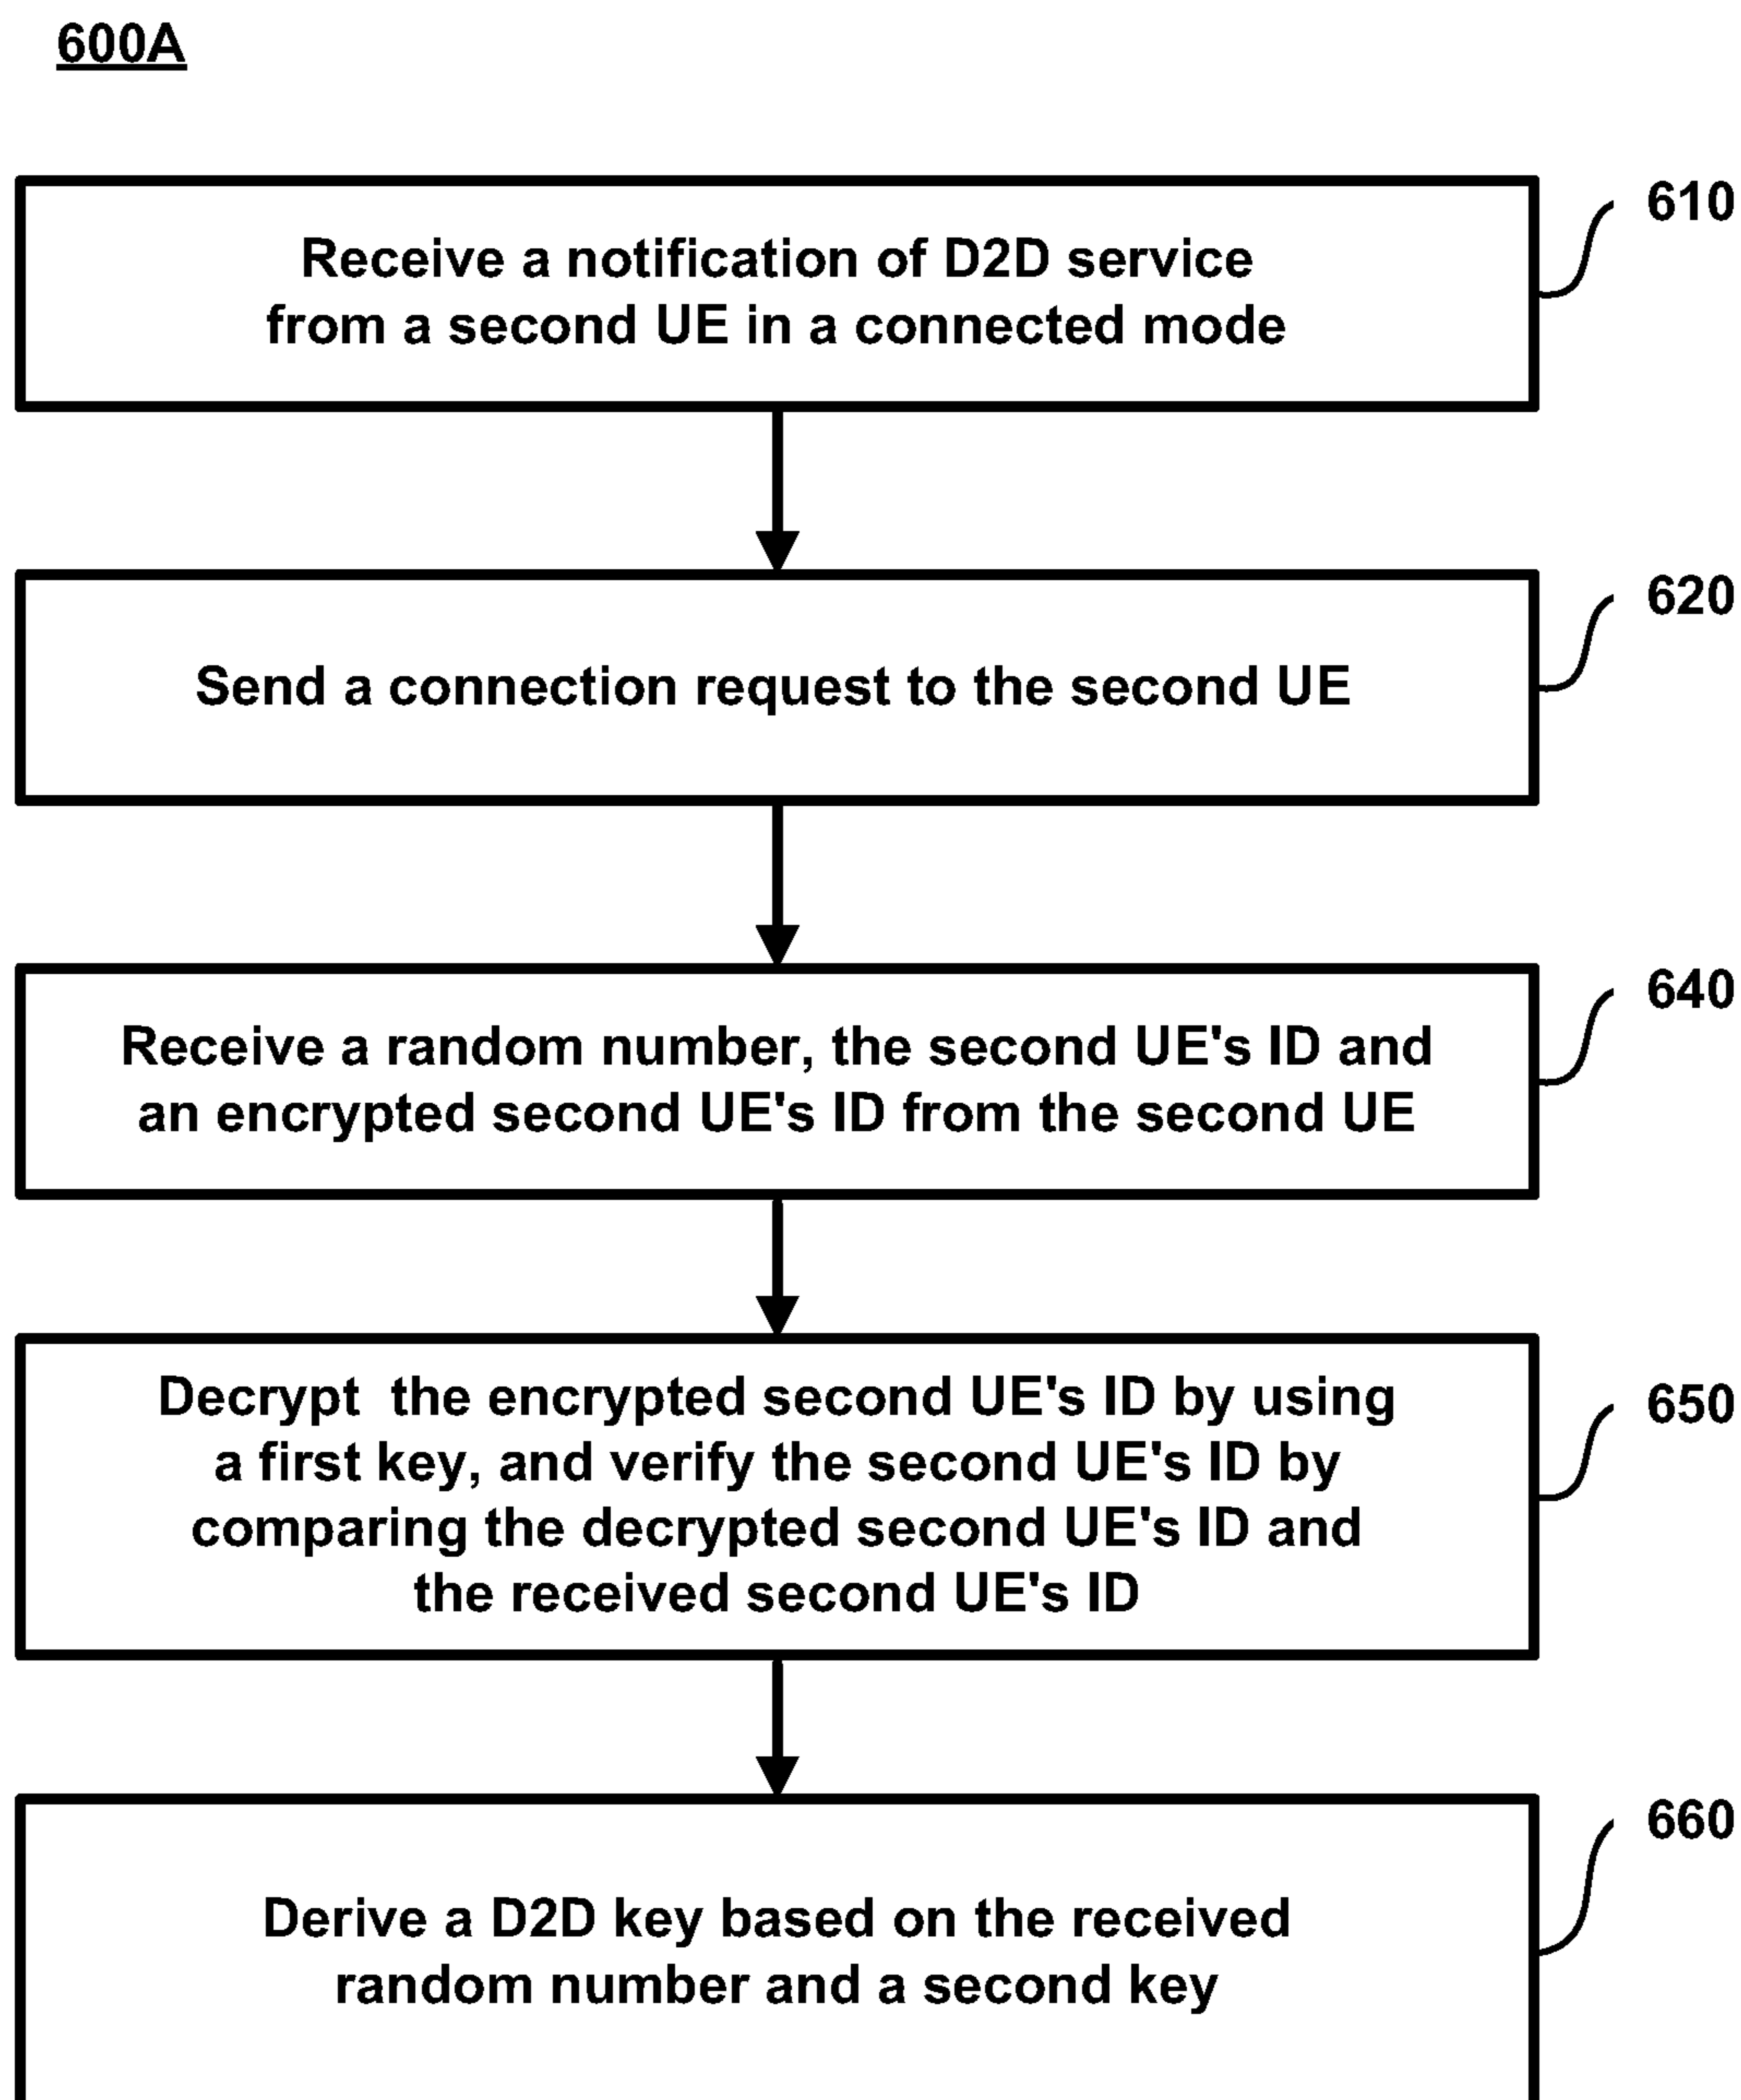 600A
610
Receive a notification of D2D service
from a second UE in a connected mode
620
Send a connection request to the second UE
640
Receive a random number, the second UE's ID and
an encrypted second UE's ID from the second UE
650
Decrypt the encrypted second UE's ID by using
a first key, and verify the second UE's ID by
comparing the decrypted second UE's ID and
the received second UE's ID
660
Derive a D2D key based on the received
random number and a second key